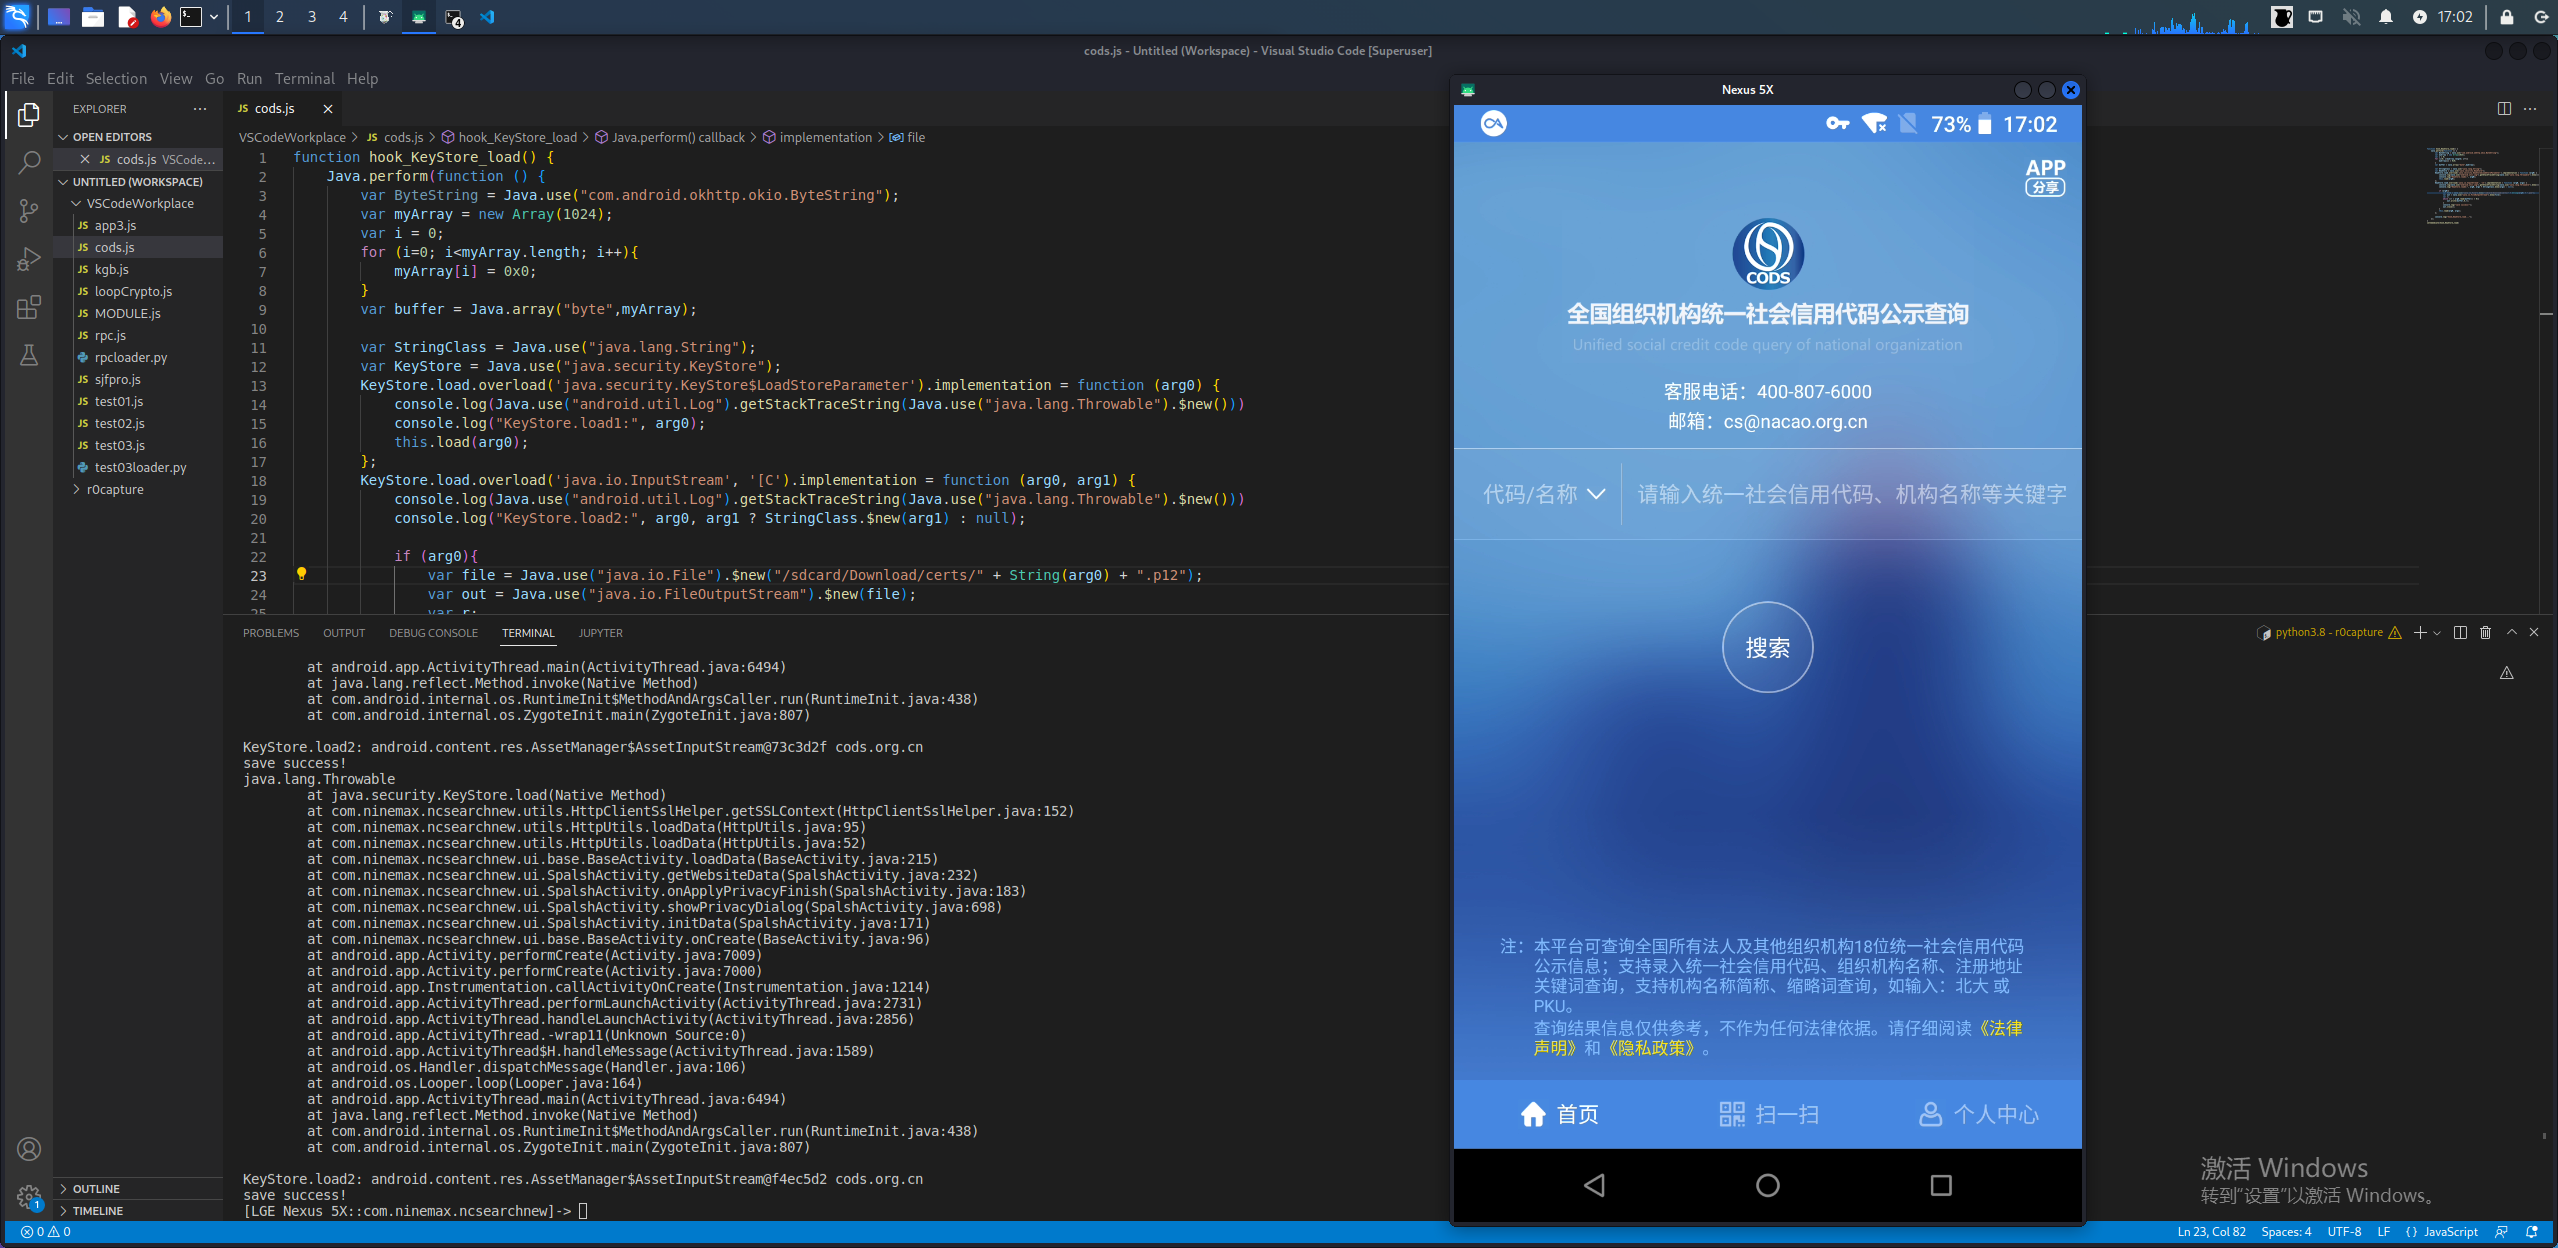 1
2
3
4
4
17:02
cods.js - Untitled (Workspace) - Visual Studio Code [Superuser]
File Edit Selection View Go Run Terminal Help
EXPLORER
OPEN EDITORS
cods.js VSCode...
UNTITLED (WORKSPACE)
VSCodeWorkplace
app3.js
cods.js
kgb.js
loopCrypto.js
MODULE.js
rpc.js
rpcloader.py
sjfpro.js
test01.js
test02.js
test03.js
test03loader.py
r0capture
OUTLINE
TIMELINE
JS cods.js
VSCodeWorkplace > JS cods.js > hook_KeyStore_load > Java.perform() callback > implementation > file
1 function hook_KeyStore_load() {
2 Java.perform(function () {
3 var ByteString = Java.use("com.android.okhttp.okio.ByteString");
4 var myArray = new Array(1024);
5 var i = 0;
6 for (i=0; i<myArray.length; i++){
7 myArray[i] = 0x0;
8 }
9 var buffer = Java.array("byte",myArray);
10
11 var StringClass = Java.use("java.lang.String");
12 var KeyStore = Java.use("java.security.KeyStore");
13 KeyStore.load.overload('java.security.KeyStore$LoadStoreParameter').implementation = function (arg0) {
14 console.log(Java.use("android.util.Log").getStackTraceString(Java.use("java.lang.Throwable").$new()))
15 console.log("KeyStore.load1:", arg0);
16 this.load(arg0);
17 };
18 KeyStore.load.overload('java.io.InputStream', '[C').implementation = function (arg0, arg1) {
19 console.log(Java.use("android.util.Log").getStackTraceString(Java.use("java.lang.Throwable").$new()))
20 console.log("KeyStore.load2:", arg0, arg1 ? StringClass.$new(arg1) : null);
21
22 if (arg0){
23 var file = Java.use("java.io.File").$new("/sdcard/Download/certs/" + String(arg0) + ".p12");
24 var out = Java.use("java.io.FileOutputStream").$new(file);
25 var r;
PROBLEMS OUTPUT DEBUG CONSOLE TERMINAL JUPYTER
python3.8 - r0capture
at android.app.ActivityThread.main(ActivityThread.java:6494)
at java.lang.reflect.Method.invoke(Native Method)
at com.android.internal.os.RuntimeInit$MethodAndArgsCaller.run(RuntimeInit.java:438)
at com.android.internal.os.ZygoteInit.main(ZygoteInit.java:807)
KeyStore.load2: android.content.res.AssetManager$AssetInputStream@73c3d2f cods.org.cn
save success!
java.lang.Throwable
at java.security.KeyStore.load(Native Method)
at com.ninemax.ncsearchnew.utils.HttpClientSslHelper.getSSLContext(HttpClientSslHelper.java:152)
at com.ninemax.ncsearchnew.utils.HttpUtils.loadData(HttpUtils.java:95)
at com.ninemax.ncsearchnew.utils.HttpUtils.loadData(HttpUtils.java:52)
at com.ninemax.ncsearchnew.ui.base.BaseActivity.loadData(BaseActivity.java:215)
at com.ninemax.ncsearchnew.ui.SpalshActivity.getWebsiteData(SpalshActivity.java:232)
at com.ninemax.ncsearchnew.ui.SpalshActivity.onApplyPrivacyFinish(SpalshActivity.java:183)
at com.ninemax.ncsearchnew.ui.SpalshActivity.showPrivacyDialog(SpalshActivity.java:698)
at com.ninemax.ncsearchnew.ui.SpalshActivity.initData(SpalshActivity.java:171)
at com.ninemax.ncsearchnew.ui.base.BaseActivity.onCreate(BaseActivity.java:96)
at android.app.Activity.performCreate(Activity.java:7009)
at android.app.Activity.performCreate(Activity.java:7000)
at android.app.Instrumentation.callActivityOnCreate(Instrumentation.java:1214)
at android.app.ActivityThread.performLaunchActivity(ActivityThread.java:2731)
at android.app.ActivityThread.handleLaunchActivity(ActivityThread.java:2856)
at android.app.ActivityThread.-wrap11(Unknown Source:0)
at android.app.ActivityThread$H.handleMessage(ActivityThread.java:1589)
at android.os.Handler.dispatchMessage(Handler.java:106)
at android.os.Looper.loop(Looper.java:164)
at android.app.ActivityThread.main(ActivityThread.java:6494)
at java.lang.reflect.Method.invoke(Native Method)
at com.android.internal.os.RuntimeInit$MethodAndArgsCaller.run(RuntimeInit.java:438)
at com.android.internal.os.ZygoteInit.main(ZygoteInit.java:807)
KeyStore.load2: android.content.res.AssetManager$AssetInputStream@f4ec5d2 cods.org.cn
save success!
[LGE Nexus 5X::com.ninemax.ncsearchnew]->
Nexus 5X
73% 17:02
APP
分享
CODS
全国组织机构统一社会信用代码公示查询
Unified social credit code query of national organization
客服电话：400-807-6000
邮箱：cs@nacao.org.cn
代码/名称 请输入统一社会信用代码、机构名称等关键字
搜索
注：本平台可查询全国所有法人及其他组织机构18位统一社会信用代码
公示信息；支持录入统一社会信用代码、组织机构名称、注册地址
关键词查询，支持机构名称简称、缩略词查询，如输入：北大 或
PKU。
查询结果信息仅供参考，不作为任何法律依据。请仔细阅读《法律
声明》和《隐私政策》。
首页 扫一扫 个人中心
激活 Windows
转到“设置”以激活 Windows。
1
0 0
Ln 23, Col 82 Spaces: 4 UTF-8 LF {} JavaScript